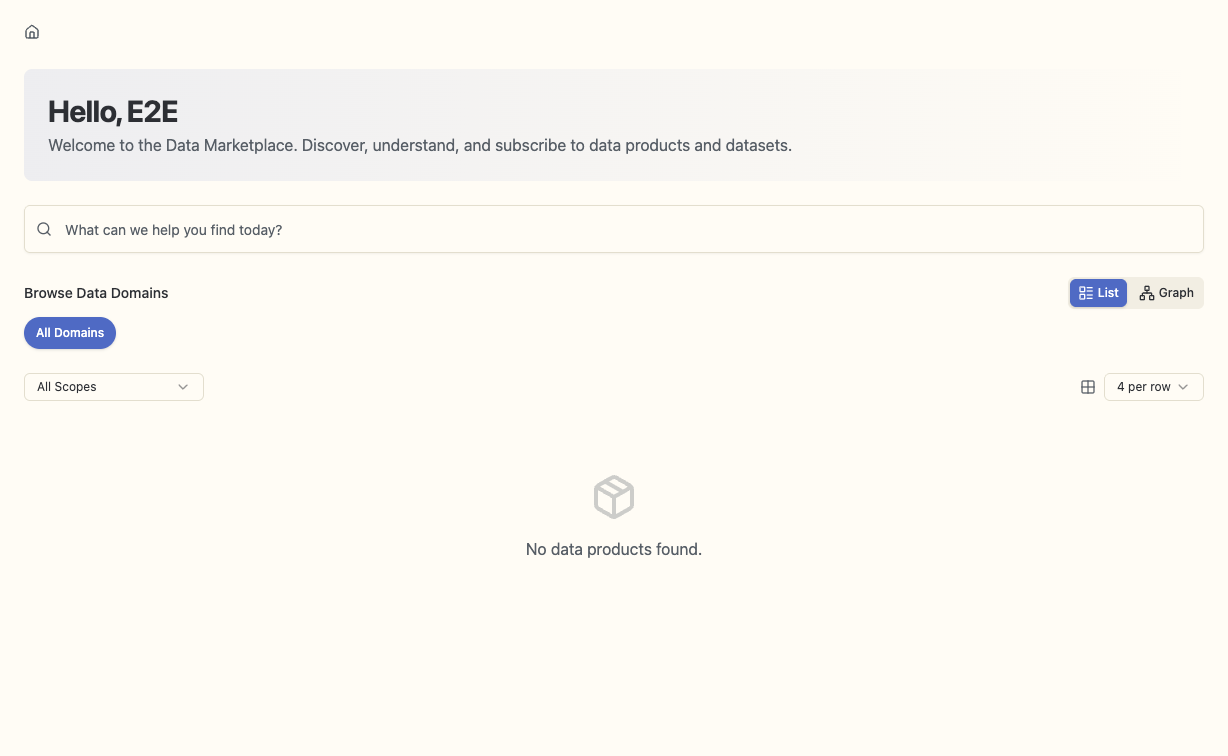 Hello, E2E
Welcome to the Data Marketplace. Discover, understand, and subscribe to data products and datasets.
What can we help you find today?
Browse Data Domains
List
Graph
All Domains
All Scopes
4 per row
No data products found.